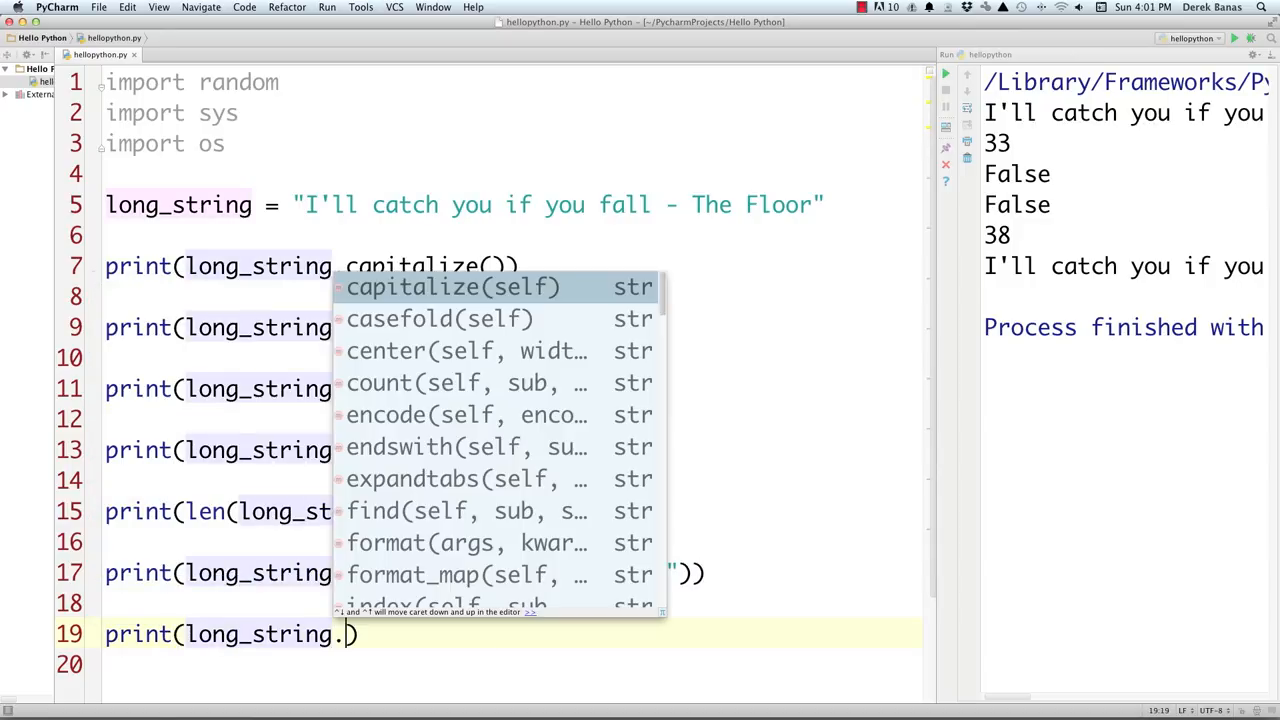 PyCharm File Edit View Navigate Code Refactor Run Tools VCS Window Help 10 Sun 4:01 PM Derek Banas
hellopython.py - Hello Python - [~/PycharmProjects/Hello Python]
Hello Python hellopython.py hellopython
hellopython.py Run hellopython
Hello P
hell
Externa
1 import random
2 import sys
3 import os
4
5 long_string = "I'll catch you if you fall - The Floor"
6
7 print(long_string.capitalize())
8
9 print(long_string
10
11 print(long_string
12
13 print(long_string
14
15 print(len(long_st
16
17 print(long_string "))
18
19 print(long_string.)
20
capitalize(self) str
casefold(self) str
center(self, widt… str
count(self, sub, … str
encode(self, enco… str
endswith(self, su… str
expandtabs(self, … str
find(self, sub, s… str
format(args, kwar… str
format_map(self, … str
index(self, sub
^↓ and ^↑ will move caret down and up in the editor >>
/Library/Frameworks/Py
I'll catch you if you
33
False
False
38
I'll catch you if you
Process finished with
19:19 LF UTF-8